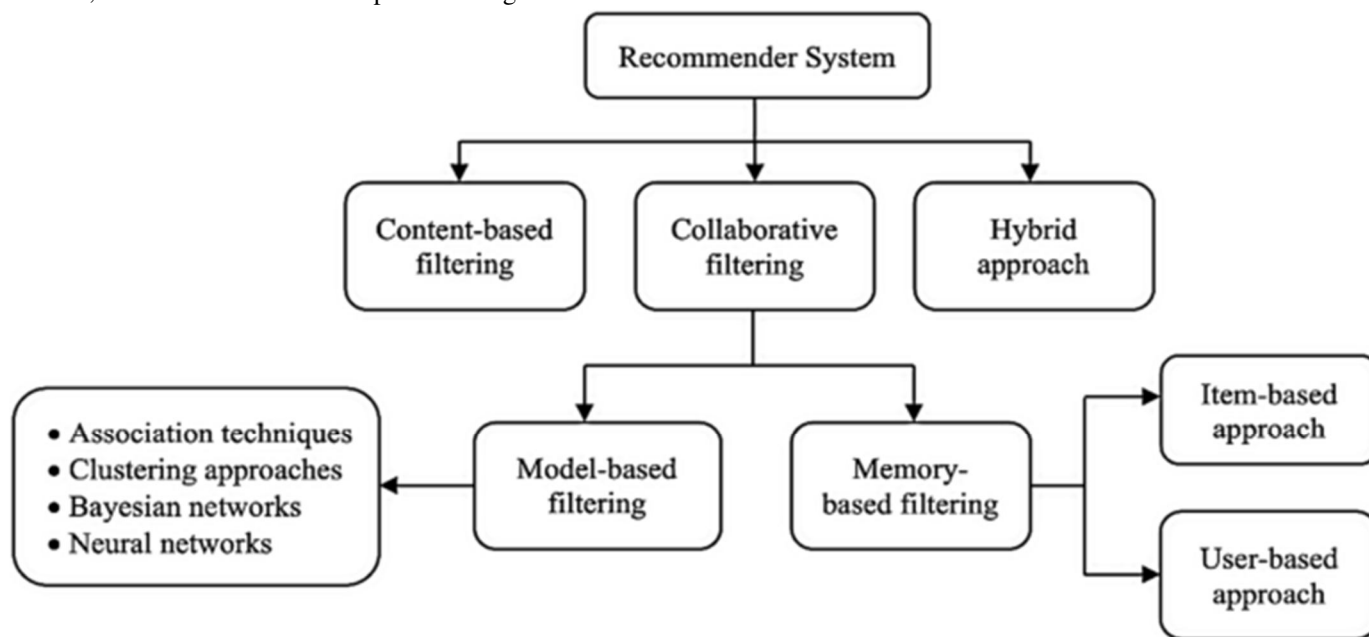 Recommender System
Content-based
filtering
Collaborative
filtering
Hybrid
approach
• Association techniques
• Clustering approaches
• Bayesian networks
• Neural networks
Model-based
filtering
Memory-
based filtering
Item-based
approach
User-based
approach